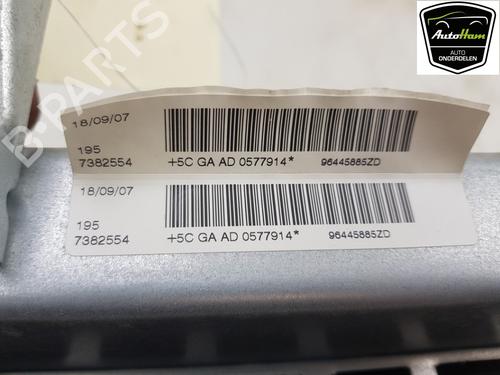 AutoHam
AUTO
ONDERDELEN
B-PARTS
18/09/07
195
7382554
+5C GA AD 0577914*
96445885ZD
18/09/07
195
7382554
+5C GA AD 0577914*
96445885ZD